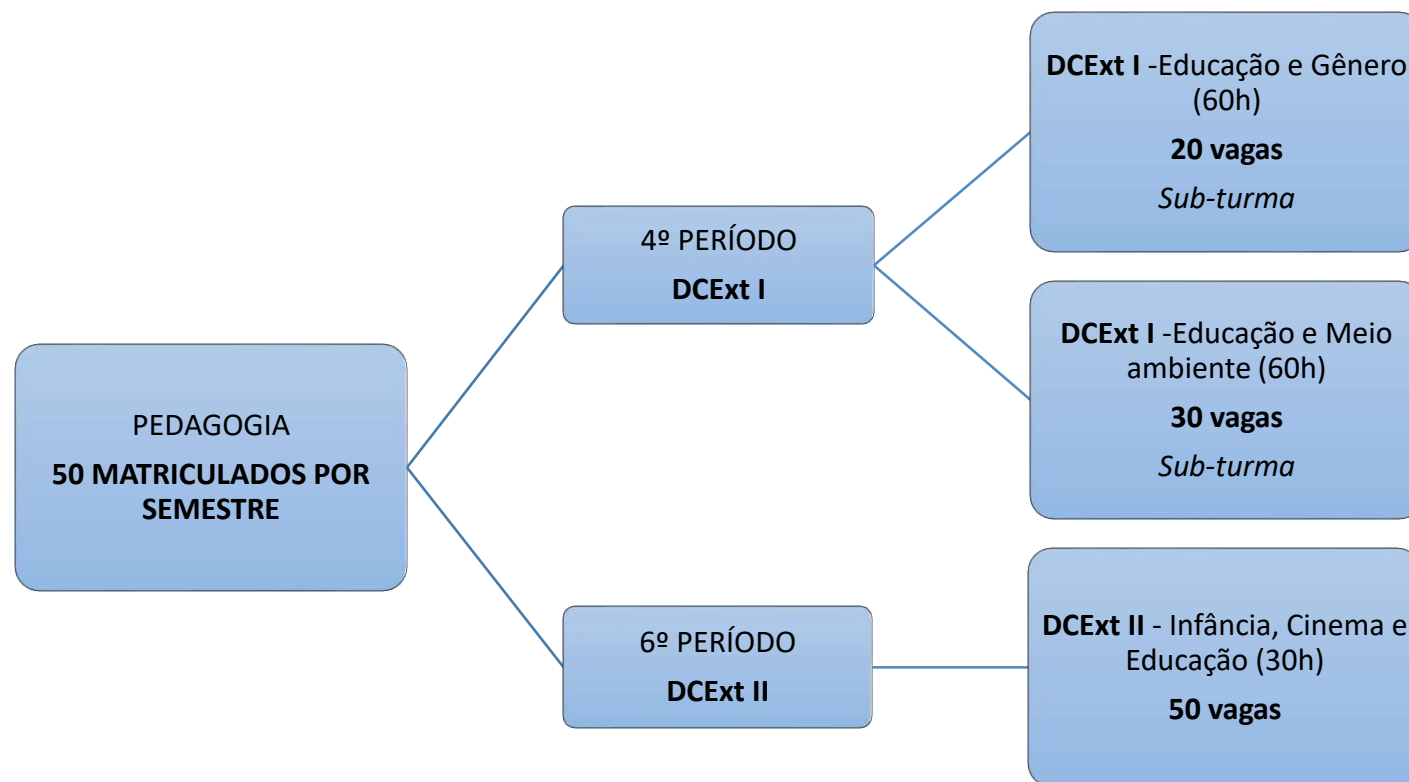 PEDAGOGIA
50 MATRICULADOS POR
SEMESTRE
4º PERÍODO
DCExt I
DCExt I -Educação e Gênero
(60h)
20 vagas
Sub-turma
DCExt I -Educação e Meio
ambiente (60h)
30 vagas
Sub-turma
6º PERÍODO
DCExt II
DCExt II - Infância, Cinema e
Educação (30h)
50 vagas